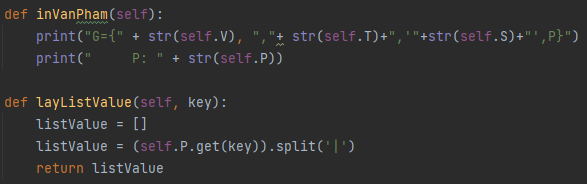 def inVanPham(self):
    print("G={" + str(self.V), ","+ str(self.T)+",'"+str(self.S)+"',P}")
    print("     P: " + str(self.P))
def layListValue(self, key):
    listValue = []
    listValue = (self.P.get(key)).split('|')
    return listValue